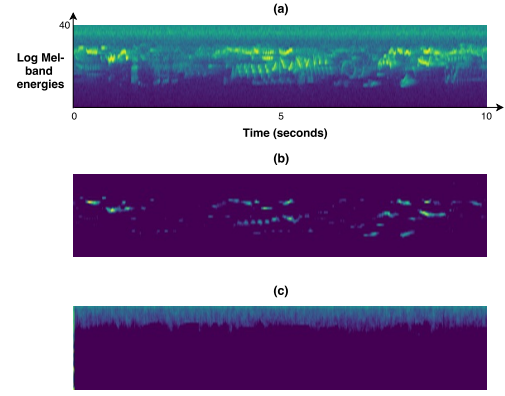 (a)
40
Log Mel-
band
energies
0
5
10
Time (seconds)
(b)
(c)